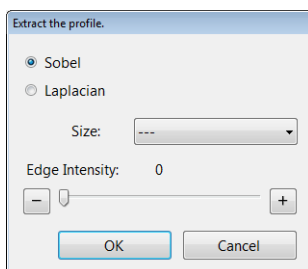 Extract the profile.
Sobel
Laplacian
Size: ---
Edge Intensity: 0
− +
OK Cancel